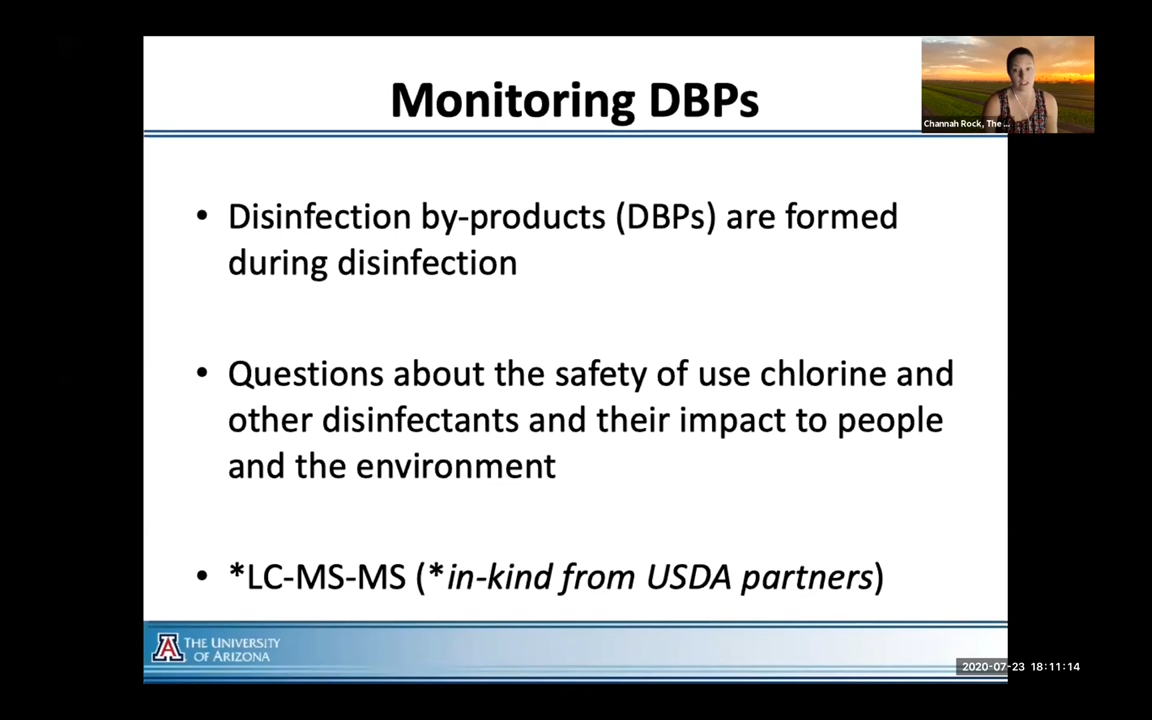 Monitoring DBPs
Channah Rock, The ...
• Disinfection by-products (DBPs) are formed
during disinfection
• Questions about the safety of use chlorine and
other disinfectants and their impact to people
and the environment
• *LC-MS-MS (*in-kind from USDA partners)
A
THE UNIVERSITY
OF ARIZONA
2020-07-23 18:11:14